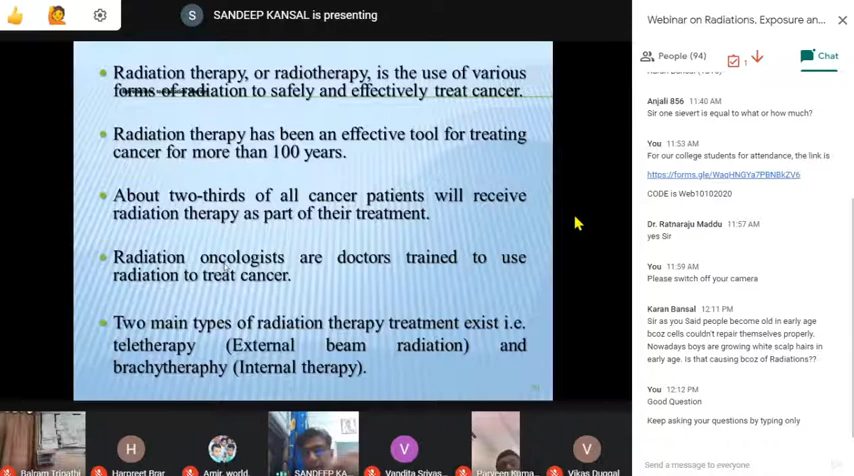 SANDEEP KANSAL is presenting
Webinar on Radiations, Exposure an...
People (94)
1
Chat
Radiation therapy, or radiotherapy, is the use of various
forms of radiation to safely and effectively treat cancer.
Radiation therapy has been an effective tool for treating
cancer for more than 100 years.
About two-thirds of all cancer patients will receive
radiation therapy as part of their treatment.
Radiation oncologists are doctors trained to use
radiation to treat cancer.
Two main types of radiation therapy treatment exist i.e.
teletherapy (External beam radiation) and
brachytheraphy (Internal therapy).
Anjali 856 11:40 AM
Sir one sievert is equal to what or how much?
You 11:53 AM
For our college students for attendance, the link is
https://forms.gle/WaqHNGYa7PBNBkZV6
CODE is Web10102020
Dr. Ratnaraju Maddu 11:57 AM
yes Sir
You 11:59 AM
Please switch off your camera
Karan Bansal 12:11 PM
Sir as you Said people become old in early age
bcoz cells couldn't repair themselves properly.
Nowadays boys are growing white scalp hairs in
early age. Is that causing bcoz of Radiations??
You 12:12 PM
Good Question
Keep asking your questions by typing only
Send a message to everyone
S
H
V
V
Balram Tripathi
Harpreet Brar
Amir_world.
SANDEEP KA...
Vandita Srivas...
Parveen Kuma...
Vikas Duggal